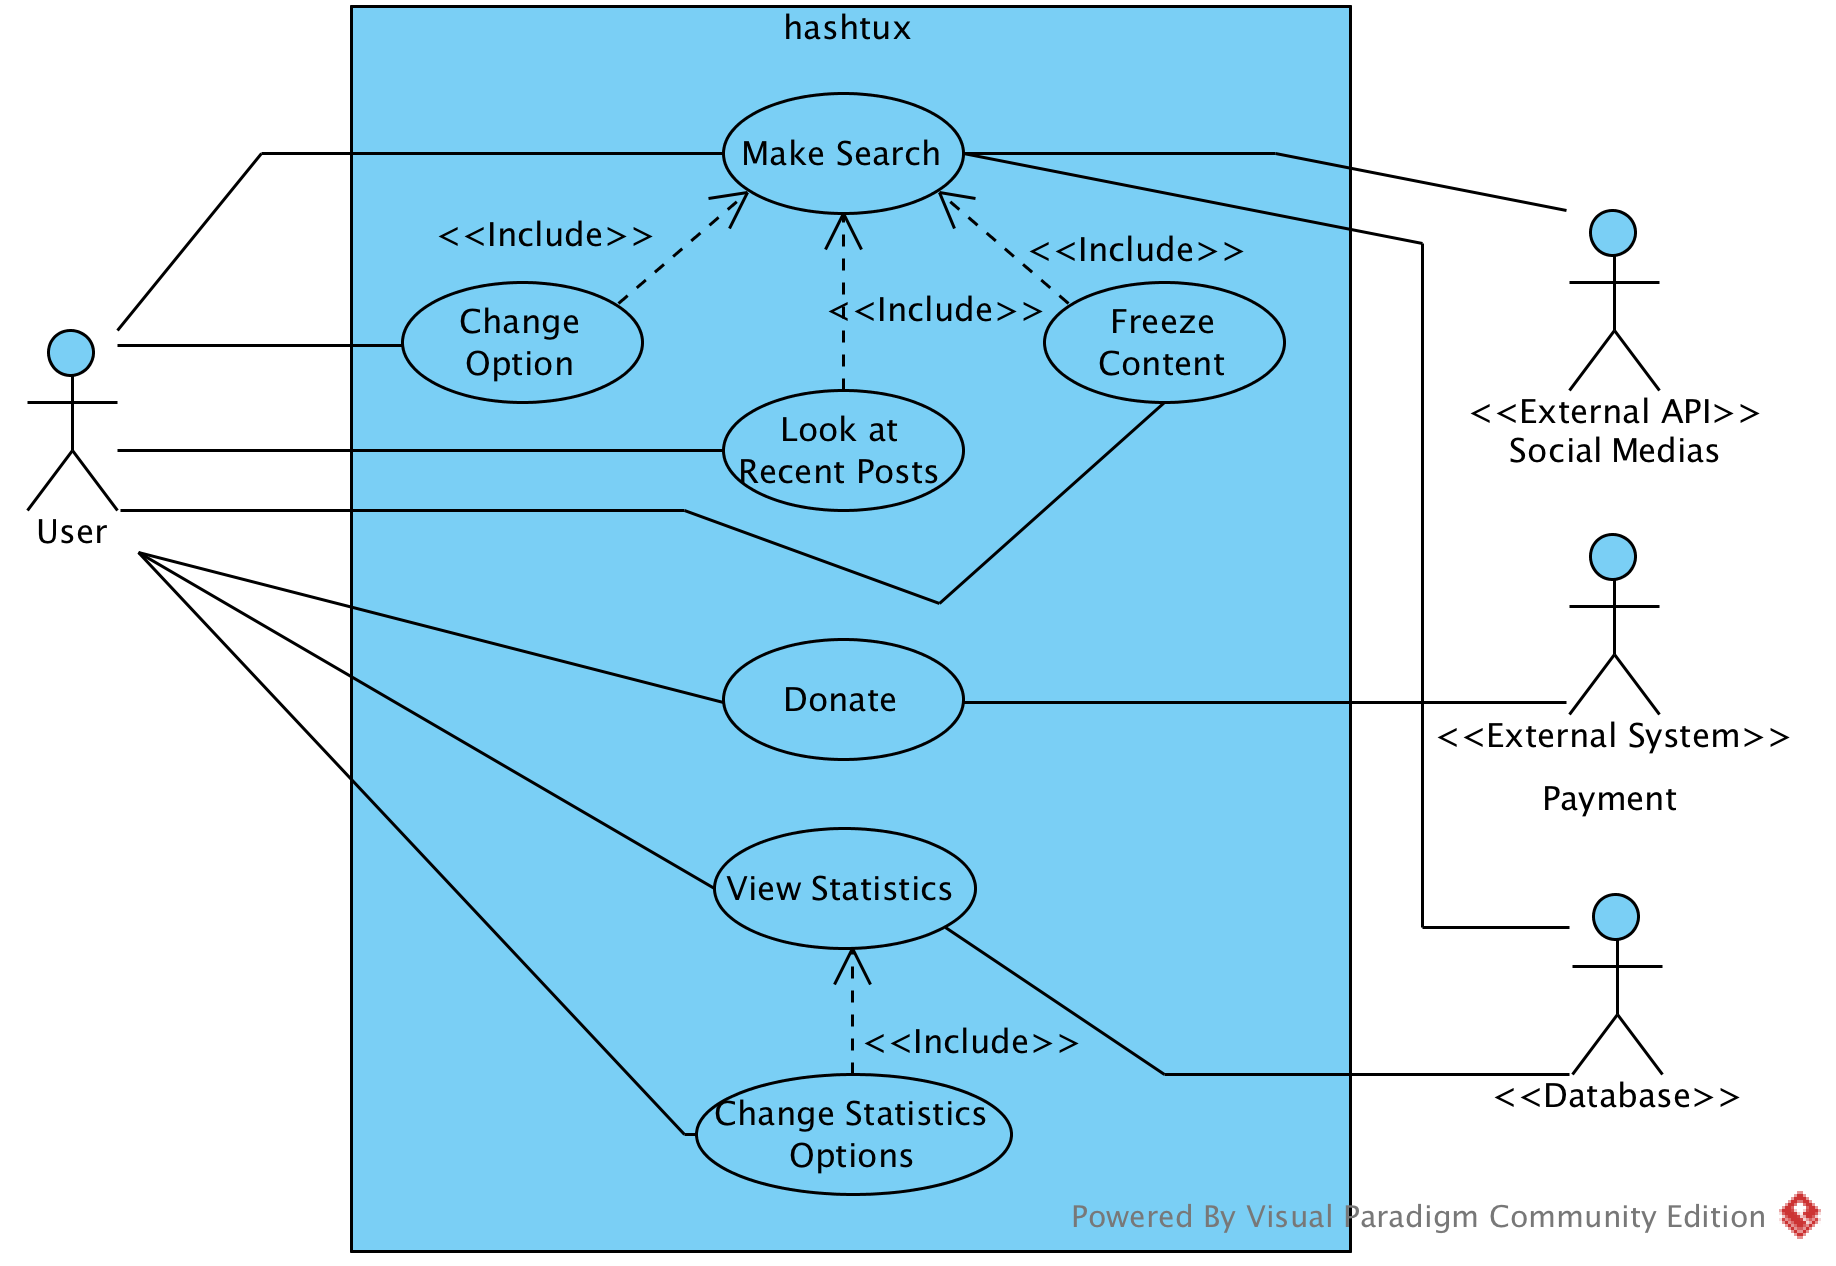 hashtux
Make Search
<<Include>>
<<Include>>
<<Include>>
Change
Option
Freeze
Content
Look at
Recent Posts
User
<<External API>>
Social Medias
Donate
<<External System>>
Payment
View Statistics
<<Include>>
Change Statistics
Options
<<Database>>
Powered By Visual Paradigm Community Edition